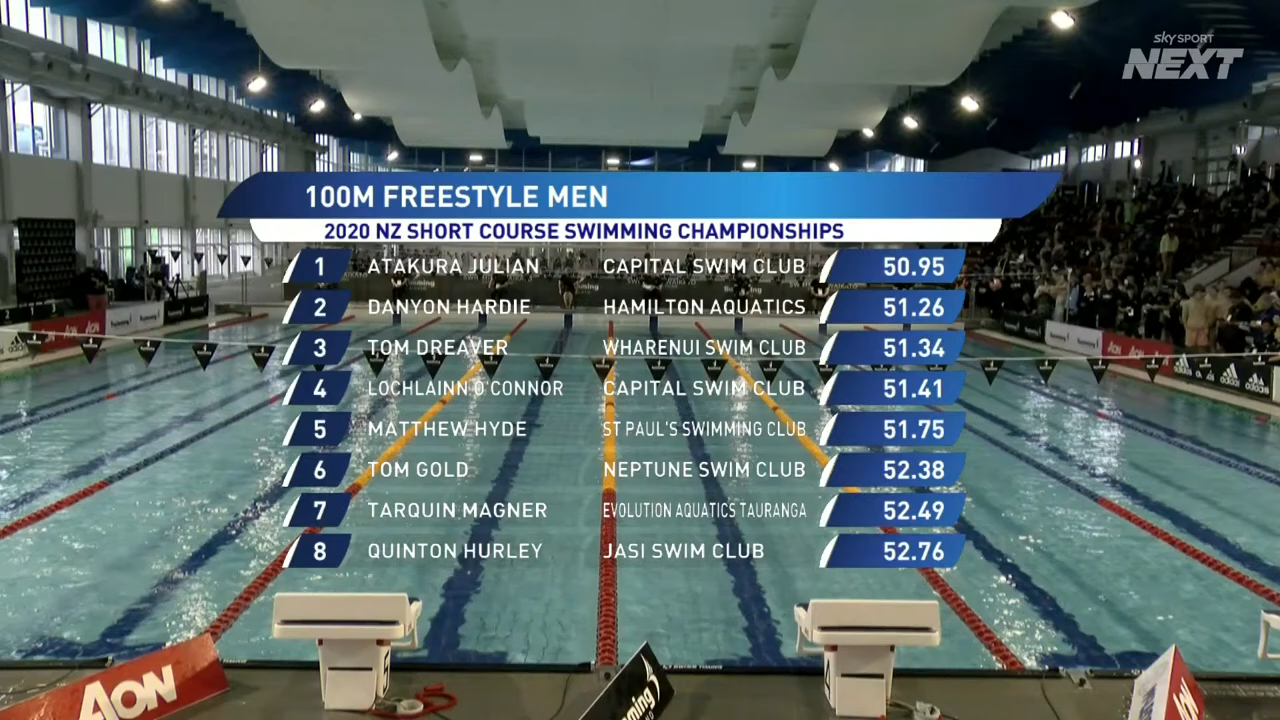 sky SPORT
NEXT
100M FREESTYLE MEN
2020 NZ SHORT COURSE SWIMMING CHAMPIONSHIPS
1 ATAKURA JULIAN CAPITAL SWIM CLUB 50.95
2 DANYON HARDIE HAMILTON AQUATICS 51.26
3 TOM DREAVER WHARENUI SWIM CLUB 51.34
4 LOCHLAINN O'CONNOR CAPITAL SWIM CLUB 51.41
5 MATTHEW HYDE ST PAUL'S SWIMMING CLUB 51.75
6 TOM GOLD NEPTUNE SWIM CLUB 52.38
7 TARQUIN MAGNER EVOLUTION AQUATICS TAURANGA 52.49
8 QUINTON HURLEY JASI SWIM CLUB 52.76
AON
adidas
AON